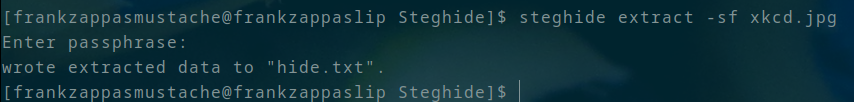 [frankzappasmustache@frankzappaslip Steghide]$ steghide extract -sf xkcd.jpg
Enter passphrase:
wrote extracted data to "hide.txt".
[frankzappasmustache@frankzappaslip Steghide]$